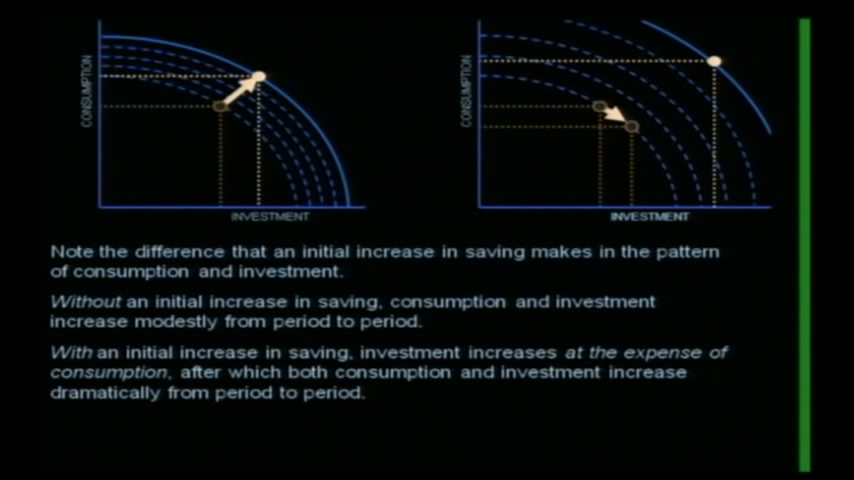 CONSUMPTION
INVESTMENT
CONSUMPTION
INVESTMENT
Note the difference that an initial increase in saving makes in the pattern
of consumption and investment.
Without an initial increase in saving, consumption and investment
increase modestly from period to period.
With an initial increase in saving, investment increases at the expense of
consumption, after which both consumption and investment increase
dramatically from period to period.